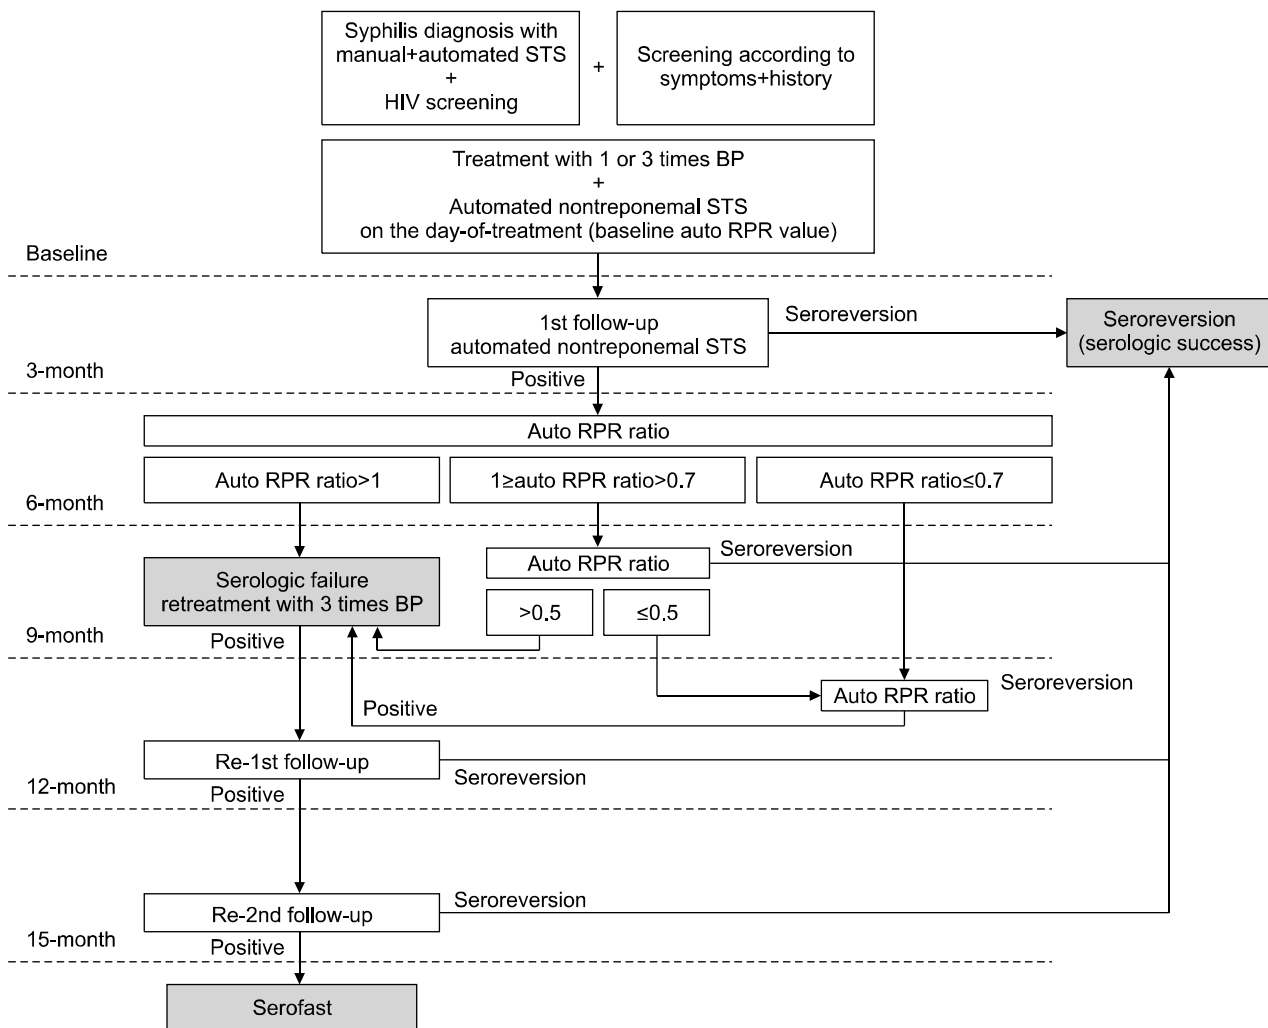 Syphilis diagnosis with
manual+automated STS
+
HIV screening
+
Screening according to
symptoms+history
Treatment with 1 or 3 times BP
+
Automated nontreponemal STS
on the day-of-treatment (baseline auto RPR value)
Baseline
1st follow-up
automated nontreponemal STS
Seroreversion
Seroreversion
(serologic success)
3-month
Positive
Auto RPR ratio
Auto RPR ratio>1
1≥auto RPR ratio>0.7
Auto RPR ratio≤0.7
6-month
Auto RPR ratio
Seroreversion
Serologic failure
retreatment with 3 times BP
>0.5
≤0.5
9-month
Positive
Auto RPR ratio
Seroreversion
Positive
Re-1st follow-up
Seroreversion
12-month
Positive
Re-2nd follow-up
Seroreversion
15-month
Positive
Serofast